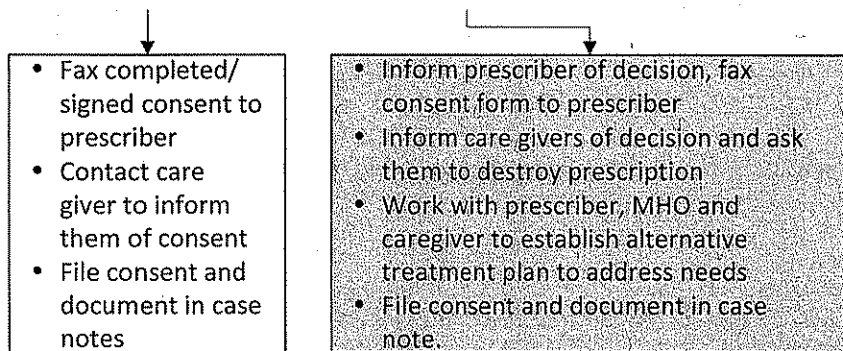 • Fax completed/
signed consent to
prescriber
• Contact care
giver to inform
them of consent
• File consent and
document in case
notes
• Inform prescriber of decision, fax
consent form to prescriber
• Inform care givers of decision and ask
them to destroy prescription
• Work with prescriber, MHO and
caregiver to establish alternative
treatment plan to address needs
• File consent and document in case
note.